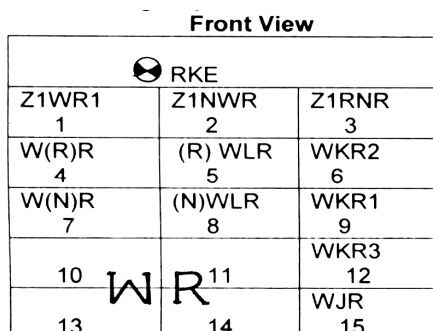 Front View
RKE
Z1WR1 Z1NWR Z1RNR
1 2 3
W(R)R (R) WLR WKR2
4 5 6
W(N)R (N)WLR WKR1
7 8 9
WKR3
10 11 12
W R
WJR
13 14 15